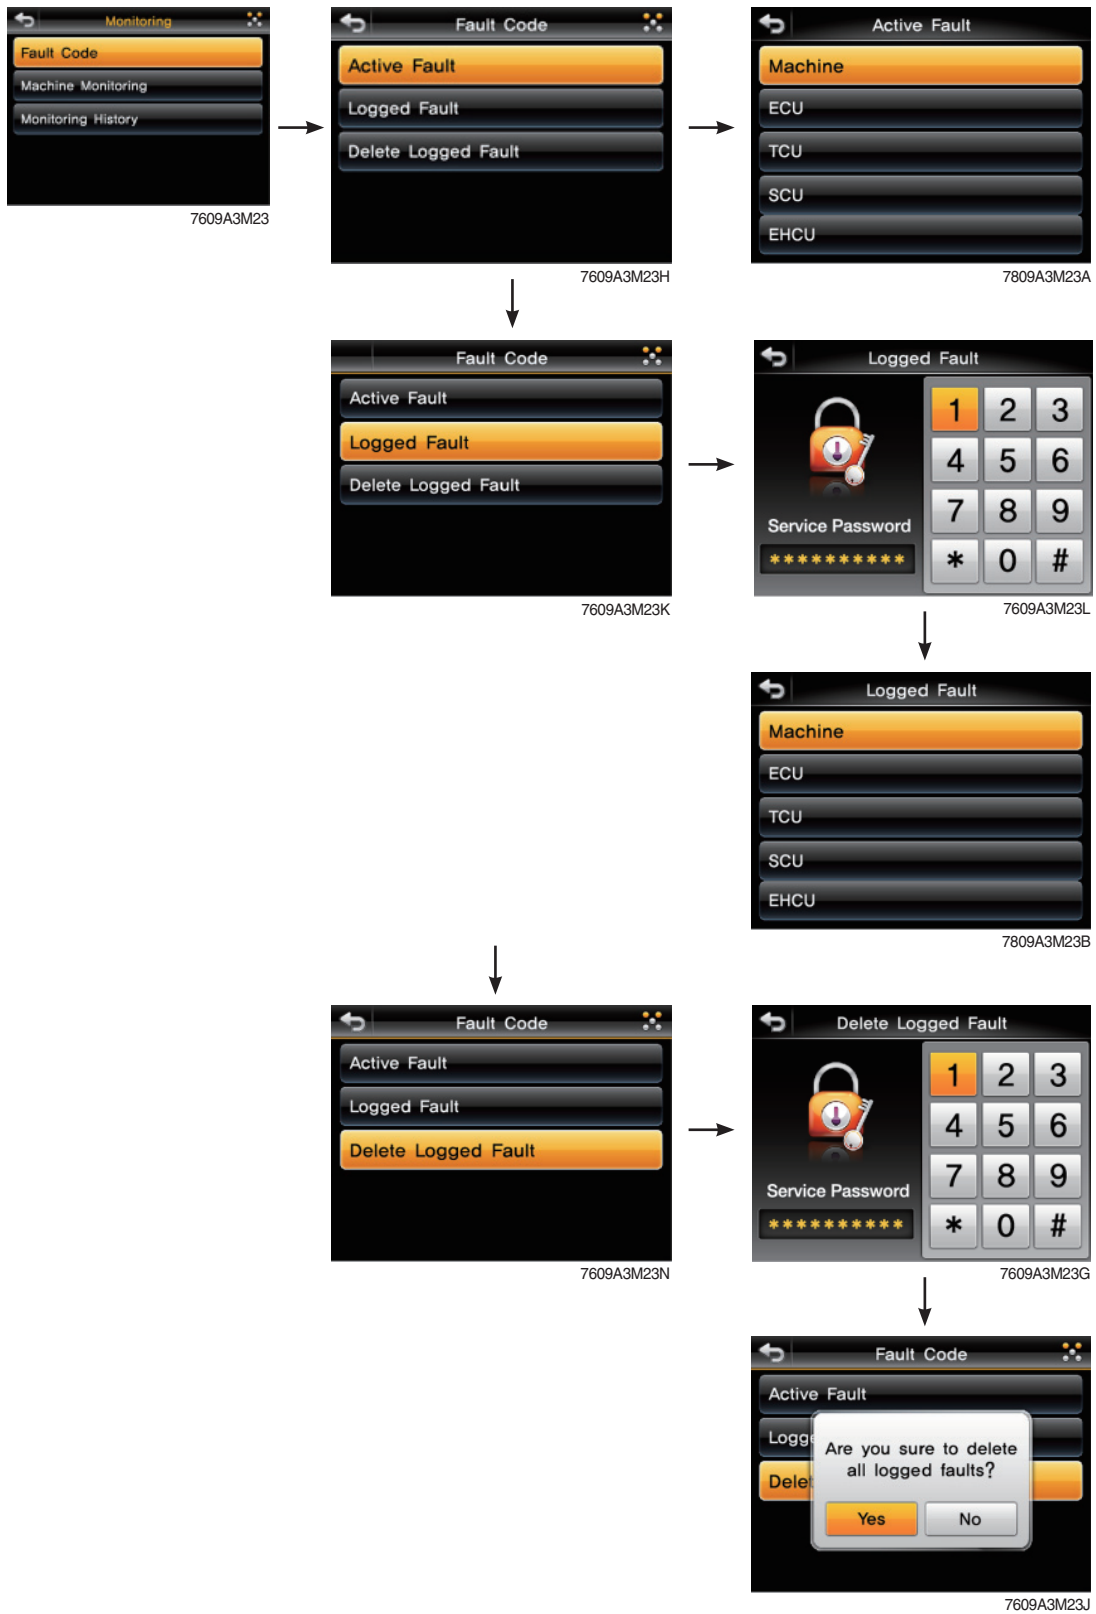 Monitoring
Fault Code
Machine Monitoring
Monitoring History
7609A3M23
Fault Code
Active Fault
Logged Fault
Delete Logged Fault
7609A3M23H
Active Fault
Machine
ECU
TCU
SCU
EHCU
7809A3M23A
Fault Code
Active Fault
Logged Fault
Delete Logged Fault
7609A3M23K
Logged Fault
Service Password
**********
1 2 3
4 5 6
7 8 9
* 0 #
7609A3M23L
Logged Fault
Machine
ECU
TCU
SCU
EHCU
7809A3M23B
Fault Code
Active Fault
Logged Fault
Delete Logged Fault
7609A3M23N
Delete Logged Fault
Service Password
**********
1 2 3
4 5 6
7 8 9
* 0 #
7609A3M23G
Fault Code
Active Fault
Logge
Delet
Are you sure to delete
all logged faults?
Yes No
7609A3M23J